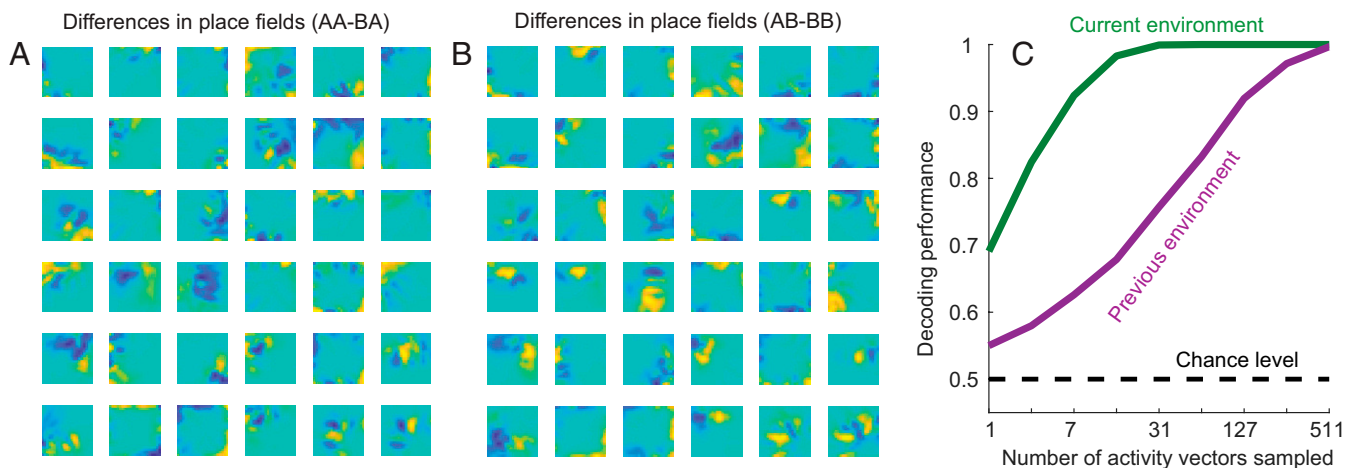 Differences in place fields (AA-BA)
A
Differences in place fields (AB-BB)
B
Current environment
C
1
0.9
0.8
0.7
0.6
0.5
Decoding performance
Previous environment
Chance level
1 7 31 127 511
Number of activity vectors sampled